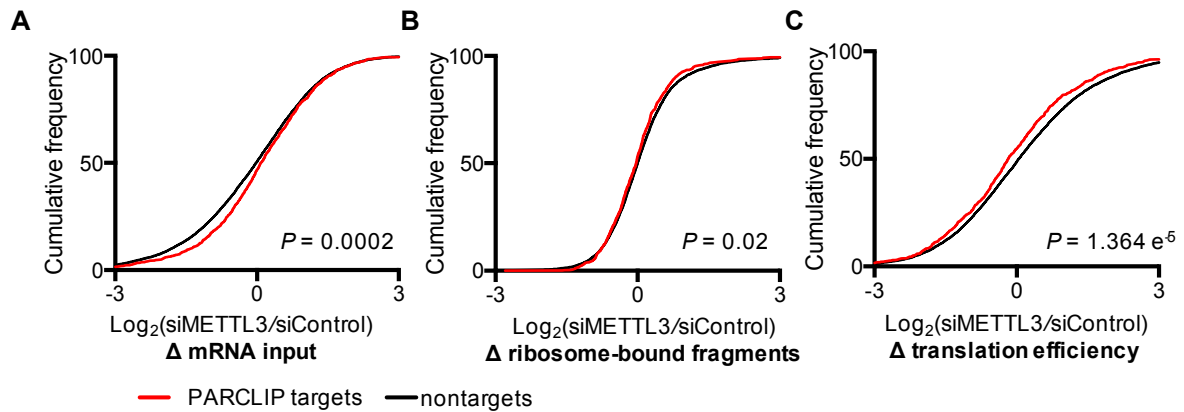 A
Cumulative frequency
100
50
0
-3
0
3
P = 0.0002
Log2(siMETTL3/siControl)
Δ mRNA input
B
Cumulative frequency
100
50
0
-3
0
3
P = 0.02
Log2(siMETTL3/siControl)
Δ ribosome-bound fragments
C
Cumulative frequency
100
50
0
-3
0
3
P = 1.364 e-5
Log2(siMETTL3/siControl)
Δ translation efficiency
PARCLIP targets
nontargets